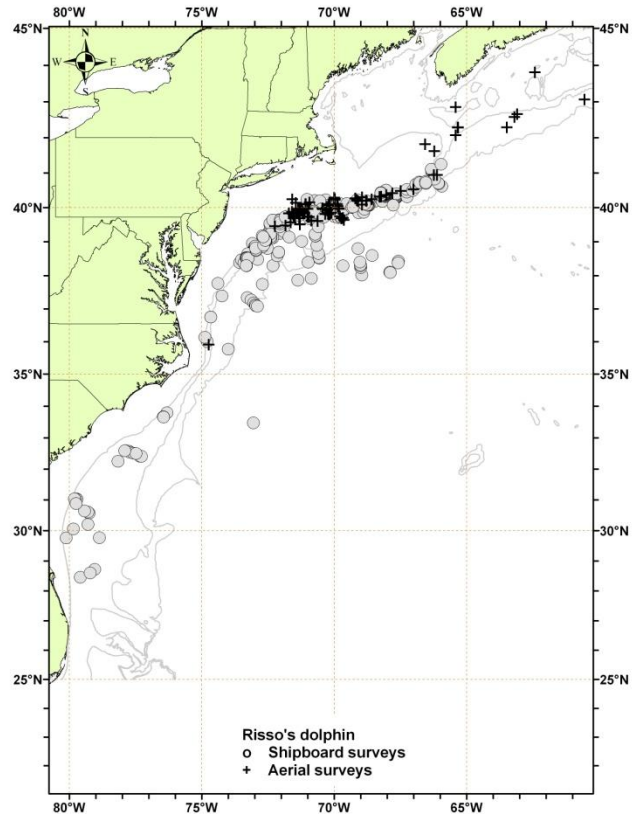 80°W 75°W 70°W 65°W
45°N 45°N
N
W E
S
40°N 40°N
35°N 35°N
30°N 30°N
25°N 25°N
Risso's dolphin
o Shipboard surveys
+ Aerial surveys
80°W 75°W 70°W 65°W